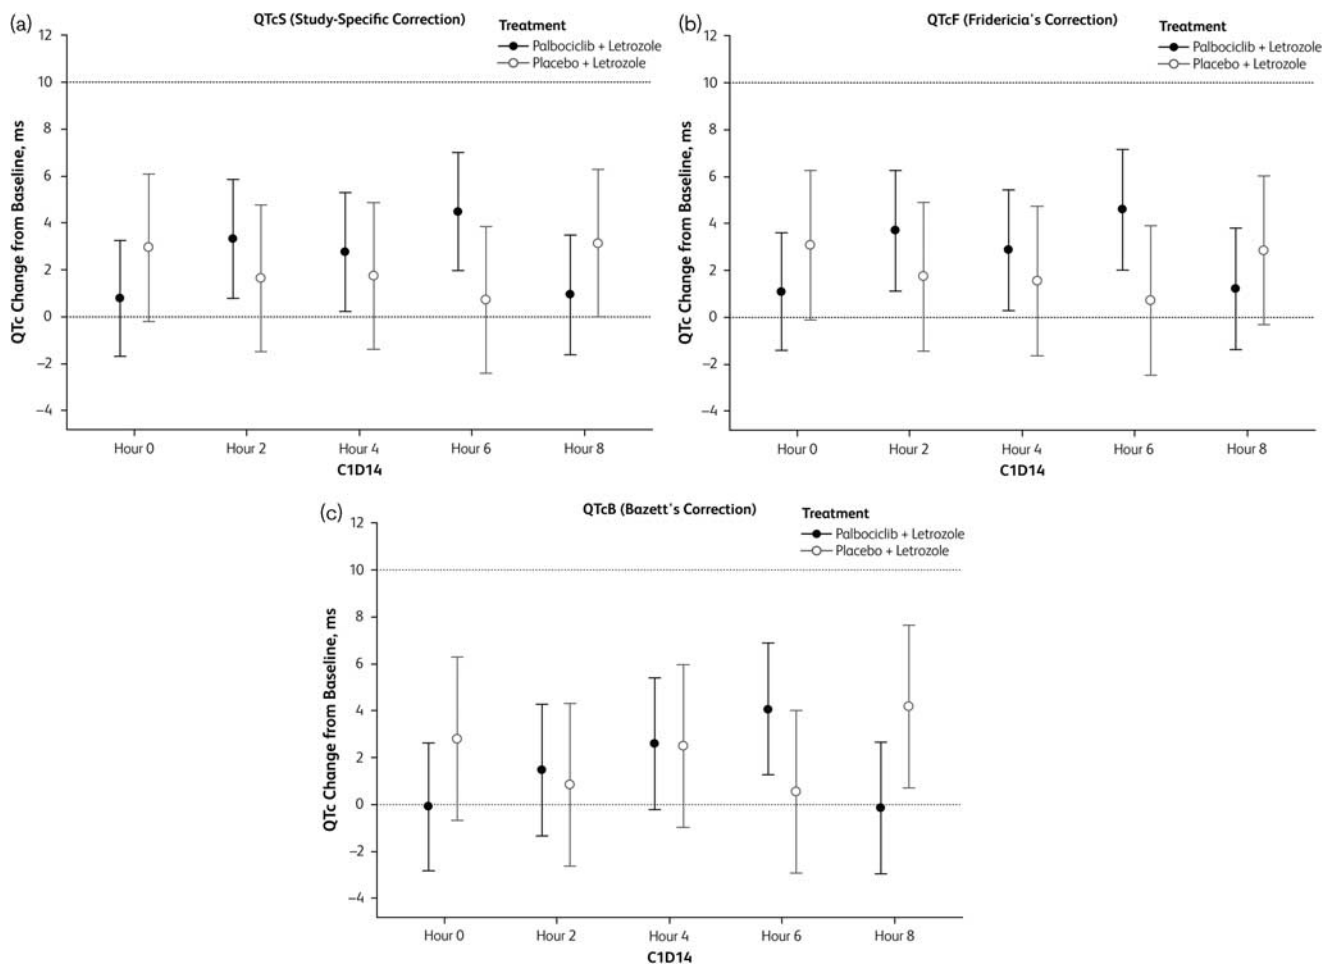 (a)
QTcS (Study-Specific Correction)
Treatment
Palbociclib + Letrozole
Placebo + Letrozole
QTc Change from Baseline, ms
12
10
8
6
4
2
0
–2
–4
Hour 0 Hour 2 Hour 4 Hour 6 Hour 8
C1D14
(b)
QTcF (Fridericia's Correction)
Treatment
Palbociclib + Letrozole
Placebo + Letrozole
QTc Change from Baseline, ms
12
10
8
6
4
2
0
–2
–4
Hour 0 Hour 2 Hour 4 Hour 6 Hour 8
C1D14
(c)
QTcB (Bazett's Correction)
Treatment
Palbociclib + Letrozole
Placebo + Letrozole
QTc Change from Baseline, ms
12
10
8
6
4
2
0
–2
–4
Hour 0 Hour 2 Hour 4 Hour 6 Hour 8
C1D14